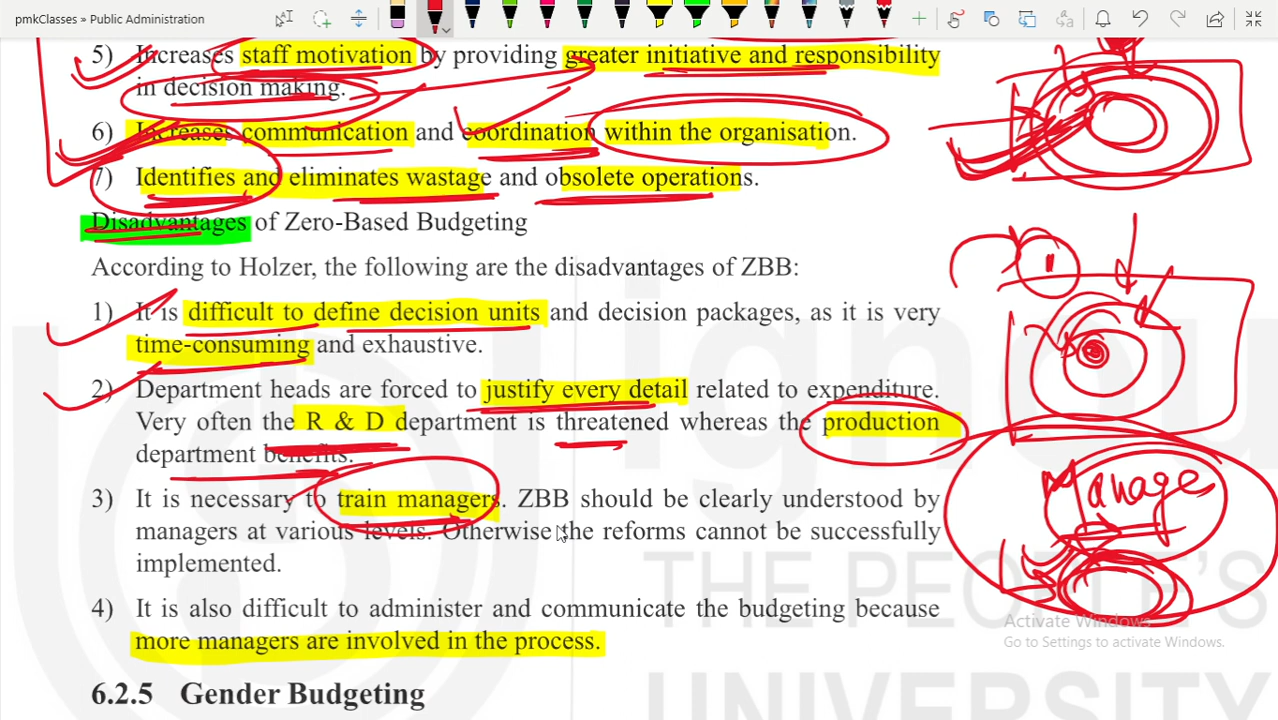 pmkClasses » Public Administration
5) Increases staff motivation by providing greater initiative and responsibility
in decision making.
6) Increases communication and coordination within the organisation.
7) Identifies and eliminates wastage and obsolete operations.
Disadvantages of Zero-Based Budgeting
According to Holzer, the following are the disadvantages of ZBB:
1) It is difficult to define decision units and decision packages, as it is very
time-consuming and exhaustive.
2) Department heads are forced to justify every detail related to expenditure.
Very often the R & D department is threatened whereas the production
department benefits.
Manage
3) It is necessary to train managers. ZBB should be clearly understood by
managers at various levels. Otherwise the reforms cannot be successfully
implemented.
4) It is also difficult to administer and communicate the budgeting because
more managers are involved in the process.
6.2.5 Gender Budgeting
ignou
THE PEOPLE'S
UNIVERSITY
Activate Windows
Go to Settings to activate Windows.